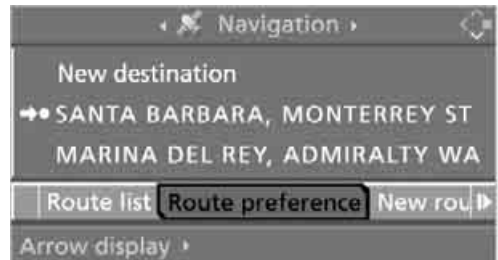 Navigation
New destination
SANTA BARBARA, MONTERREY ST
MARINA DEL REY, ADMIRALTY WA
Route list Route preference New rou
Arrow display